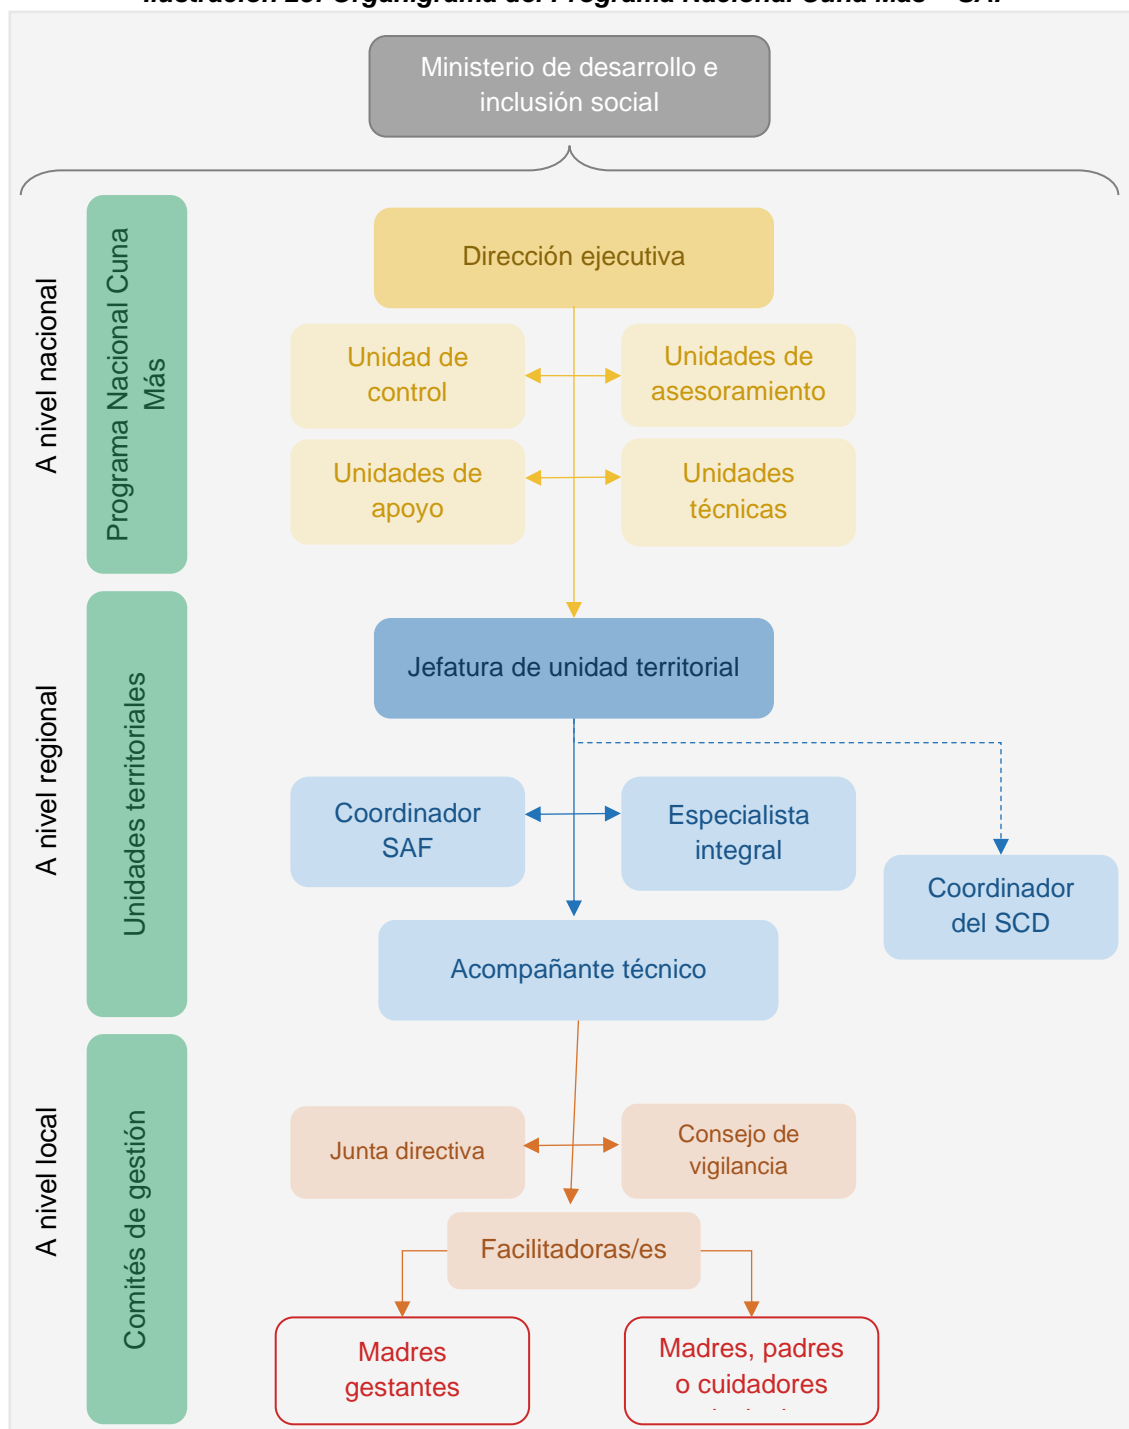 Ministerio de desarrollo e
inclusión social
A nivel nacional
Programa Nacional Cuna
Más
Dirección ejecutiva
Unidad de
control
Unidades de
asesoramiento
Unidades de
apoyo
Unidades
técnicas
A nivel regional
Unidades territoriales
Jefatura de unidad territorial
Coordinador
SAF
Especialista
integral
Coordinador
del SCD
Acompañante técnico
A nivel local
Comités de gestión
Junta directiva
Consejo de
vigilancia
Facilitadoras/es
Madres
gestantes
Madres, padres
o cuidadores